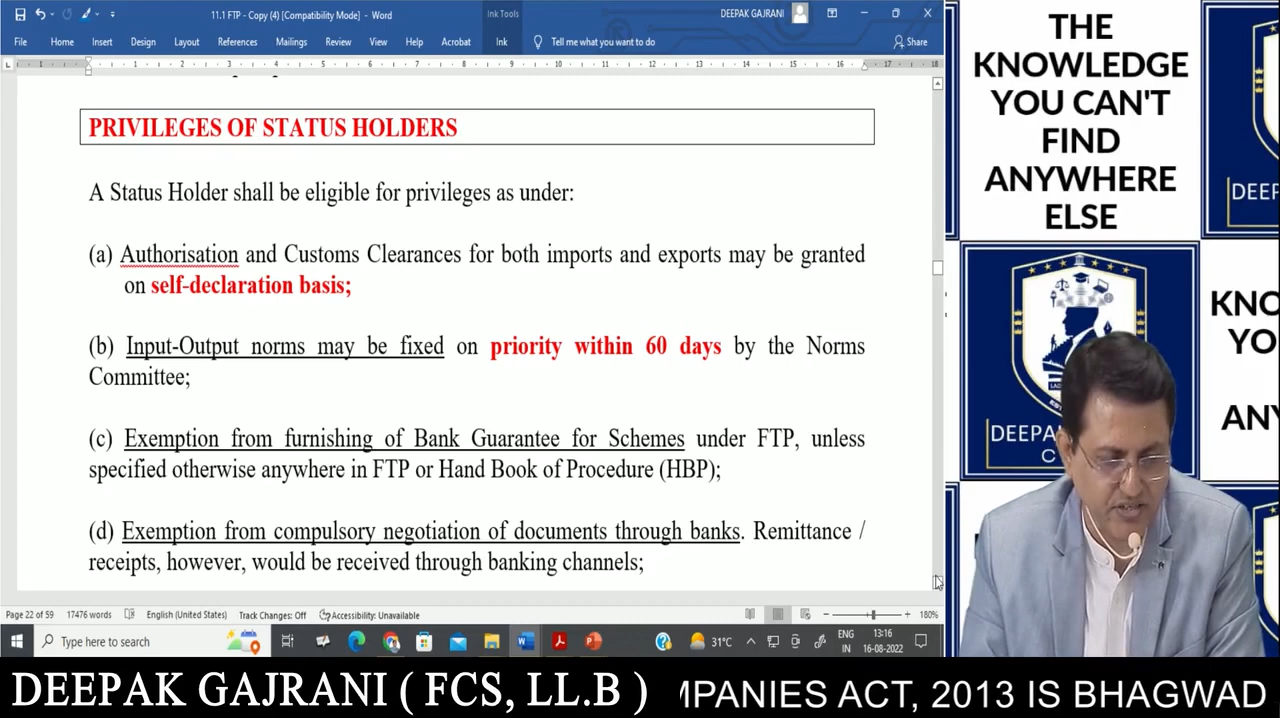 11.1 FTP - Copy (4) [Compatibility Mode] - Word
Ink Tools
DEEPAK GAJRANI
File Home Insert Design Layout References Mailings Review View Help Acrobat Ink Tell me what you want to do Share
PRIVILEGES OF STATUS HOLDERS
A Status Holder shall be eligible for privileges as under:
(a) Authorisation and Customs Clearances for both imports and exports may be granted
on self-declaration basis;
(b) Input-Output norms may be fixed on priority within 60 days by the Norms
Committee;
(c) Exemption from furnishing of Bank Guarantee for Schemes under FTP, unless
specified otherwise anywhere in FTP or Hand Book of Procedure (HBP);
(d) Exemption from compulsory negotiation of documents through banks. Remittance /
receipts, however, would be received through banking channels;
Page 22 of 59 17476 words English (United States) Track Changes: Off Accessibility: Unavailable 180%
Type here to search
31°C
ENG
IN
13:16
16-08-2022
THE
KNOWLEDGE
YOU CAN'T
FIND
ANYWHERE
ELSE
DEEP
KNO
YO
ANY
DEEPA
C
DEEPAK GAJRANI ( FCS, LL.B )
MPANIES ACT, 2013 IS BHAGWAD